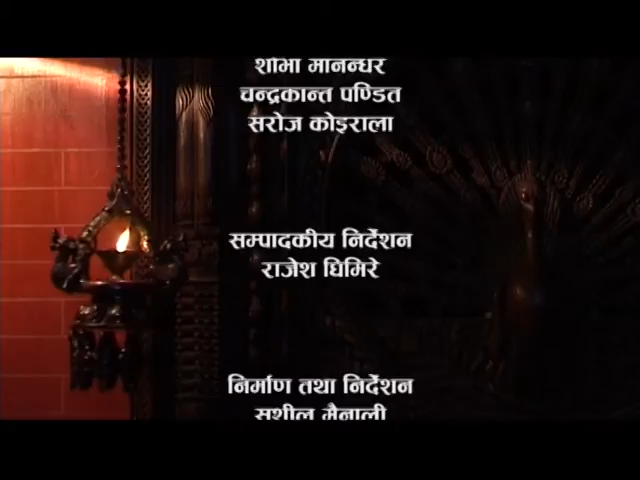 शोभा मानन्धर
चन्द्रकान्त पण्डित
सरोज कोइराला
सम्पादकीय निर्देशन
राजेश घिमिरे
निर्माण तथा निर्देशन
सुशील मैनाली